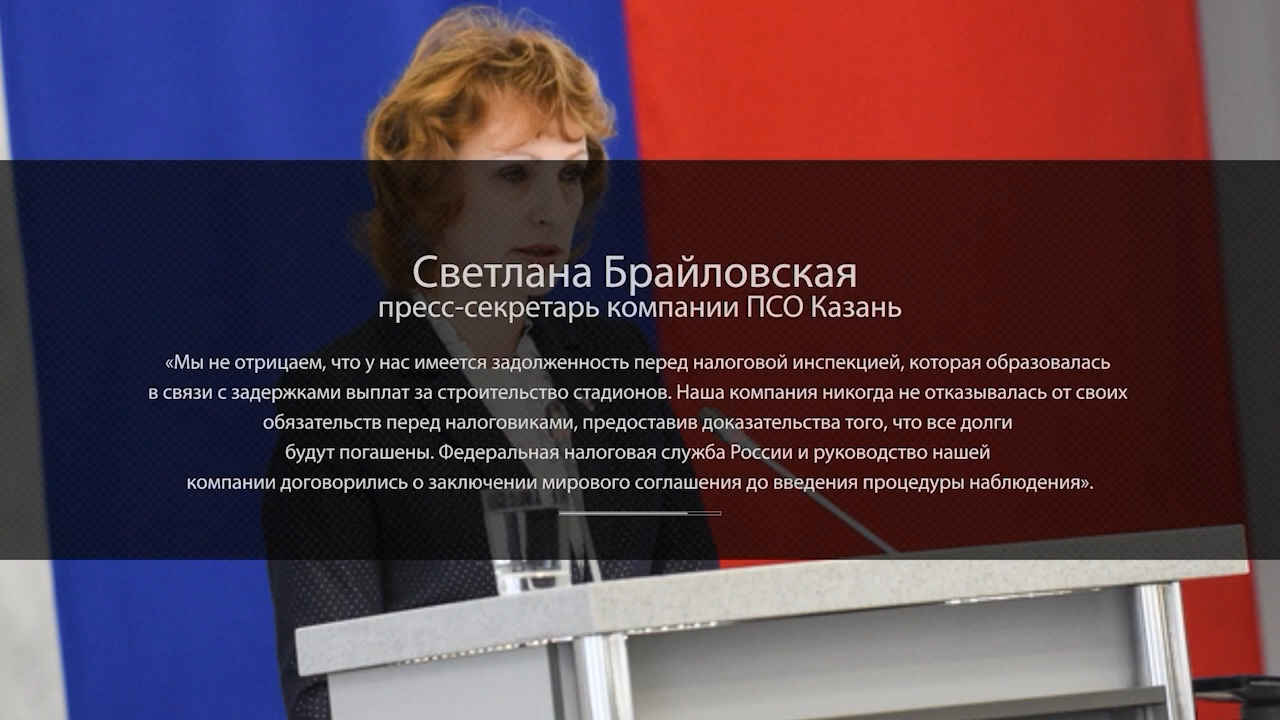 Светлана Брайловская
пресс-секретарь компании ПСО Казань
«Мы не отрицаем, что у нас имеется задолженность перед налоговой инспекцией, которая образовалась
в связи с задержками выплат за строительство стадионов. Наша компания никогда не отказывалась от своих
обязательств перед налоговиками, предоставив доказательства того, что все долги
будут погашены. Федеральная налоговая служба России и руководство нашей
компании договорились о заключении мирового соглашения до введения процедуры наблюдения».